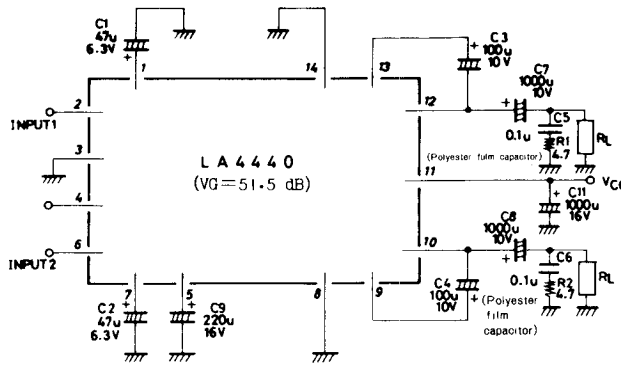 C1
47u
6.3V
+
1
14
13
+
C3
100u
10V
C7
1000u
10V
+
2
INPUT1
12
C5
0.1u
R1
4.7
RL
(Polyester film capacitor)
3
LA4440
(VG=51.5 dB)
11
VCC
+
C11
1000u
16V
4
6
INPUT2
10
C8
1000u
10V
+
C6
0.1u
R2
4.7
RL
(Polyester
film
capacitor)
7
5
8
9
C2
47u
6.3V
+
C9
220u
16V
+
C4
100u
10V
+